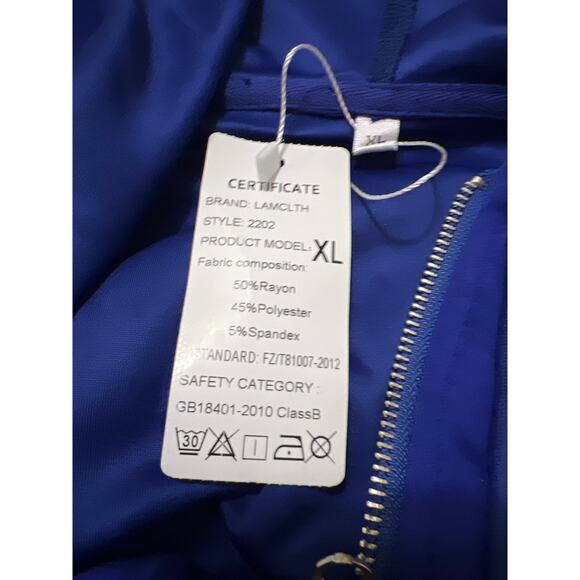 XL
CERTIFICATE
BRAND: LAMCLTH
STYLE: 2202
PRODUCT MODEL: XL
Fabric composition:
50%Rayon
45%Polyester
5%Spandex
STANDARD: FZ/T81007-2012
SAFETY CATEGORY :
GB18401-2010 ClassB
30